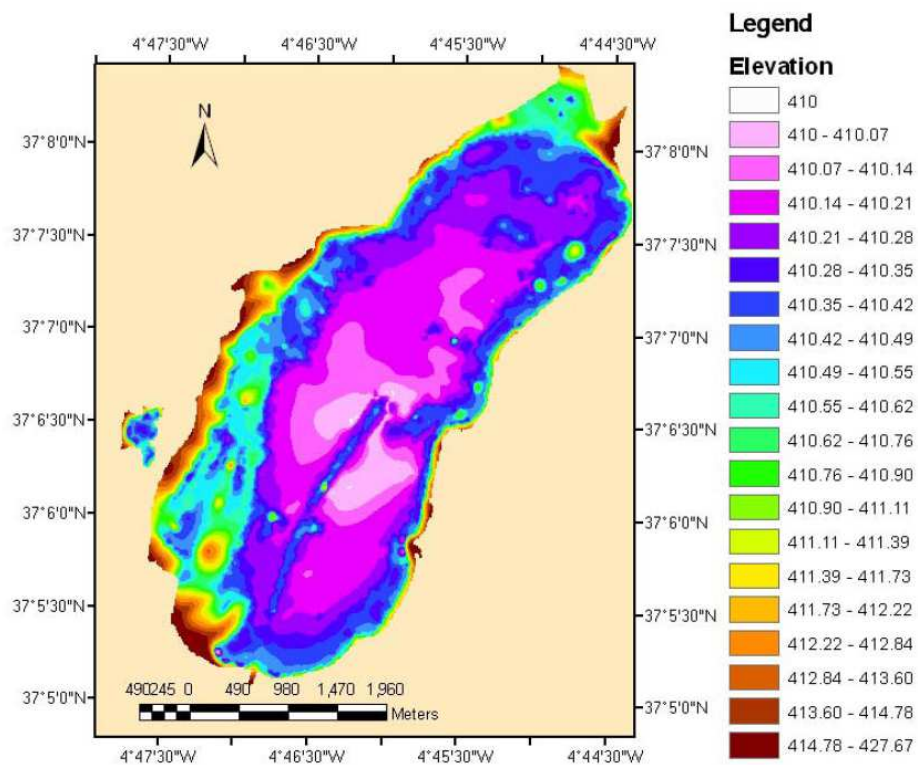 4°47'30"W 4°46'30"W 4°45'30"W 4°44'30"W
N
37°8'0"N
37°7'30"N
37°7'0"N
37°6'30"N
37°6'0"N
37°5'30"N
37°5'0"N
37°8'0"N
37°7'30"N
37°7'0"N
37°6'30"N
37°6'0"N
37°5'30"N
37°5'0"N
490 245 0 490 980 1,470 1,960
Meters
4°47'30"W 4°46'30"W 4°45'30"W 4°44'30"W
Legend
Elevation
410
410 - 410.07
410.07 - 410.14
410.14 - 410.21
410.21 - 410.28
410.28 - 410.35
410.35 - 410.42
410.42 - 410.49
410.49 - 410.55
410.55 - 410.62
410.62 - 410.76
410.76 - 410.90
410.90 - 411.11
411.11 - 411.39
411.39 - 411.73
411.73 - 412.22
412.22 - 412.84
412.84 - 413.60
413.60 - 414.78
414.78 - 427.67